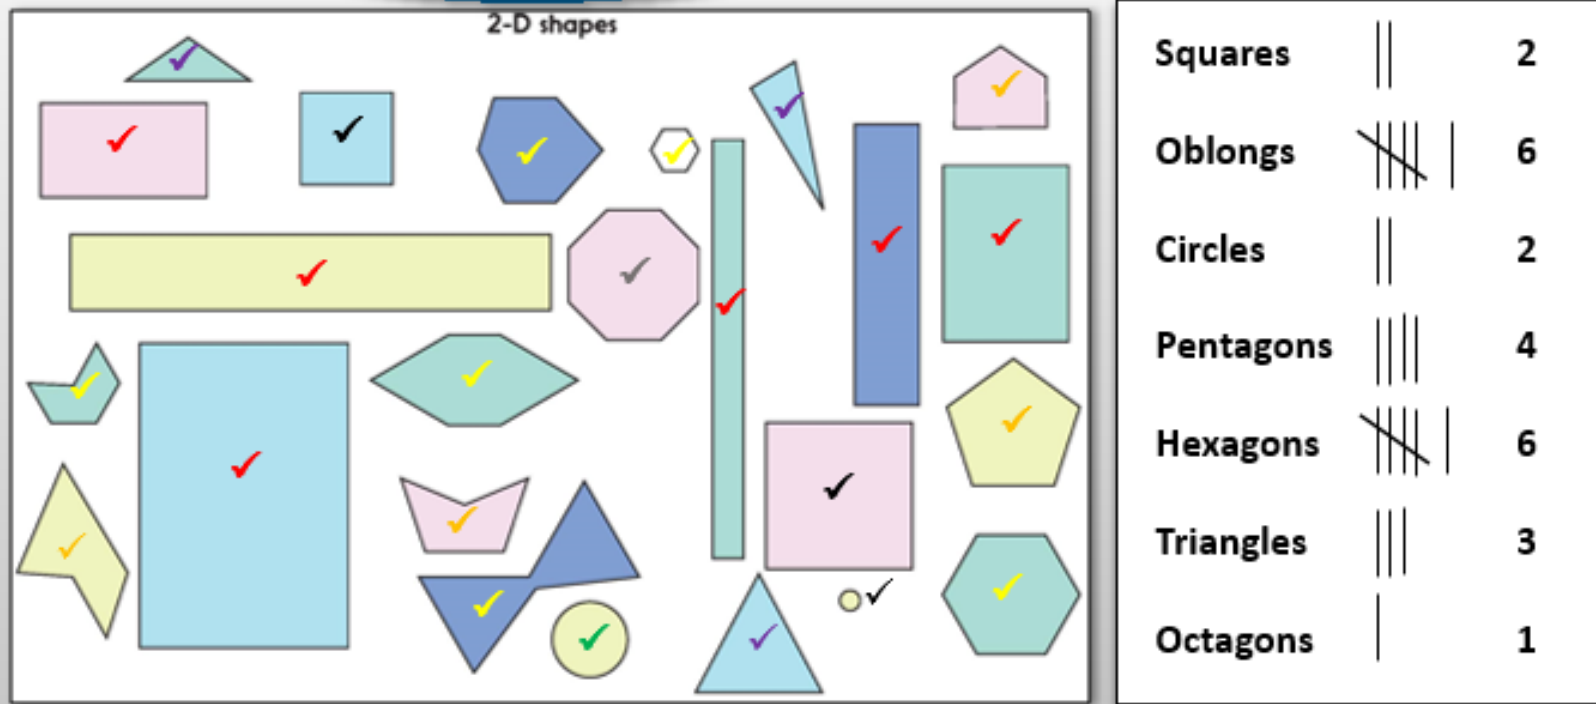 2-D shapes
Squares 2
Oblongs 6
Circles 2
Pentagons 4
Hexagons 6
Triangles 3
Octagons 1